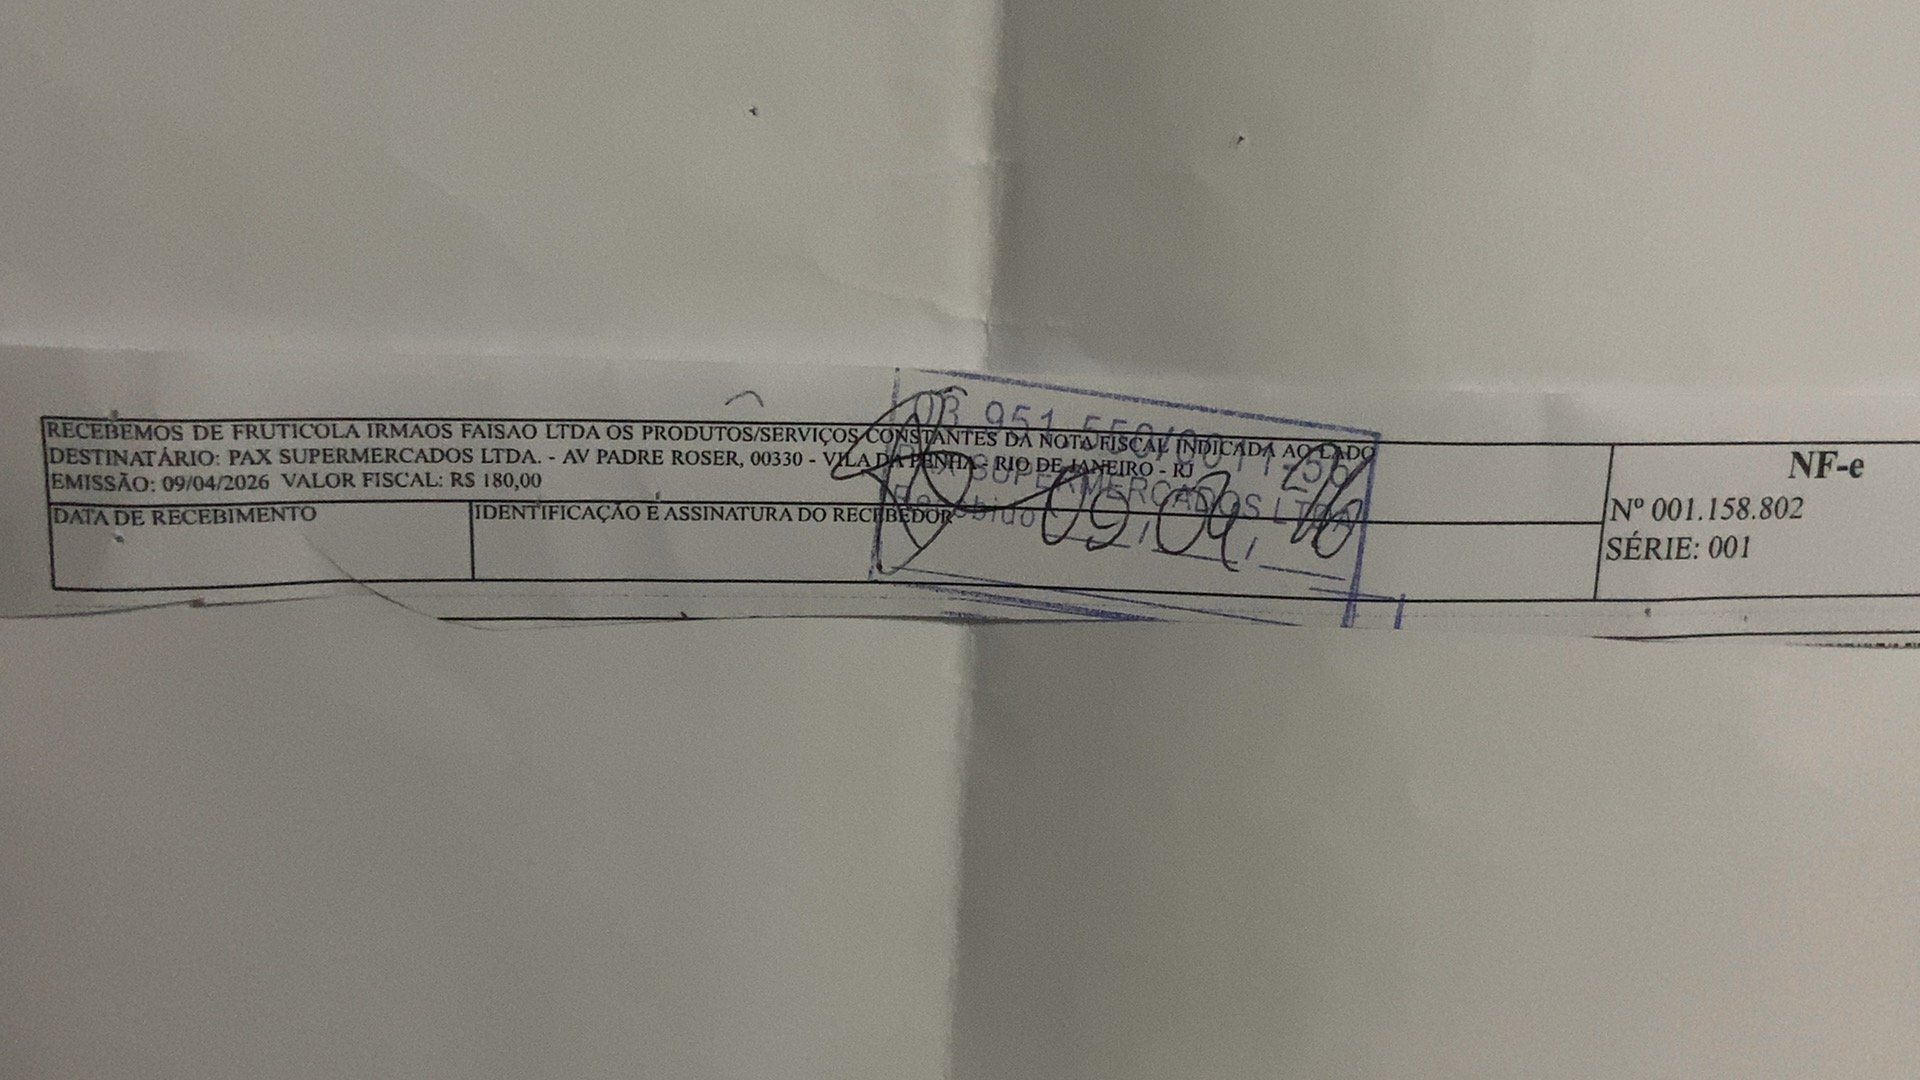 RECEBEMOS DE FRUTICOLA IRMAOS FAISAO LTDA OS PRODUTOS/SERVIÇOS CONSTANTES DA NOTA FISCAL INDICADA AO LADO
DESTINATÁRIO: PAX SUPERMERCADOS LTDA. - AV PADRE ROSER, 00330 - VILA DA PENHA - RIO DE JANEIRO - RJ
EMISSÃO: 09/04/2026 VALOR FISCAL: R$ 180,00
DATA DE RECEBIMENTO
IDENTIFICAÇÃO E ASSINATURA DO RECEBEDOR
SUPERMERCADOS LTDA
Recebido 09, 04,
NF-e
Nº 001.158.802
SÉRIE: 001